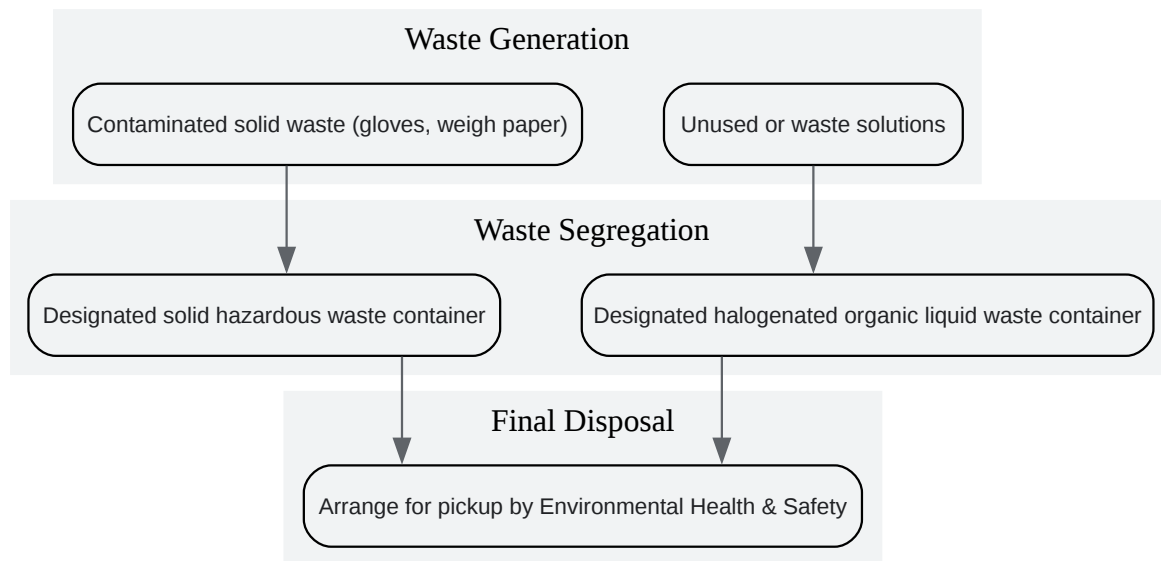 Waste Generation
Contaminated solid waste (gloves, weigh paper)
Unused or waste solutions
Waste Segregation
Designated solid hazardous waste container
Designated halogenated organic liquid waste container
Final Disposal
Arrange for pickup by Environmental Health & Safety